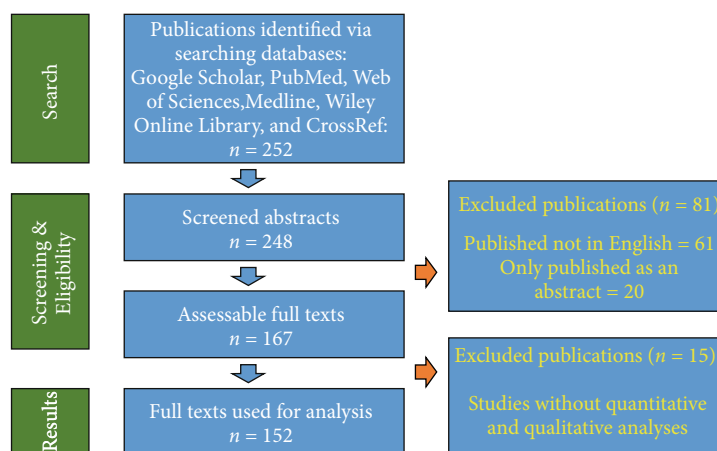 Search
Publications identified via
searching databases:
Google Scholar, PubMed, Web
of Sciences,Medline, Wiley
Online Library, and CrossRef:
n = 252
Screening &
Eligibility
Screened abstracts
n = 248
Excluded publications (n = 81)
Published not in English = 61
Only published as an
abstract = 20
Assessable full texts
n = 167
Excluded publications (n = 15)
Studies without quantitative
and qualitative analyses
Results
Full texts used for analysis
n = 152